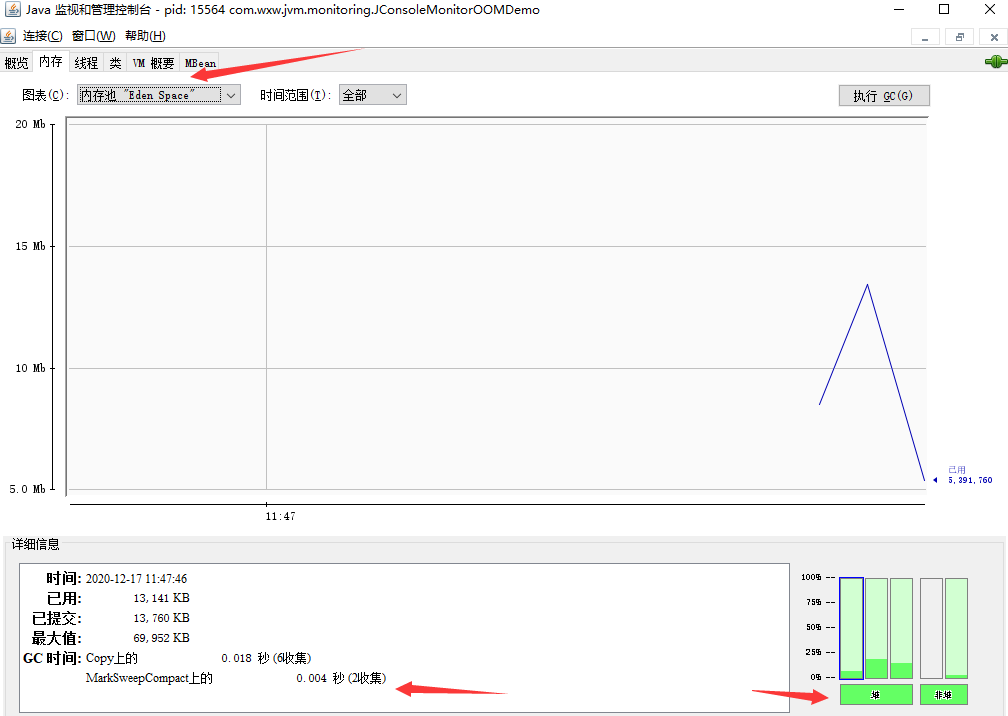 Java 监视和管理控制台 - pid: 15564 com.wxw.jvm.monitoring.JConsoleMonitorOOMDemo
连接(C) 窗口(W) 帮助(H)
概览 内存 线程 类 VM 概要 MBean
图表(C): 内存池 "Eden Space" 时间范围(T): 全部 执行 GC(G)
20 Mb
15 Mb
10 Mb
5.0 Mb
已用
5,391,760
11:47
详细信息
时间: 2020-12-17 11:47:46
已用: 13,141 KB
已提交: 13,760 KB
最大值: 69,952 KB
GC 时间: Copy上的 0.018 秒 (6收集)
MarkSweepCompact上的 0.004 秒 (2收集)
100% --
75% --
50% --
25% --
0% --
堆 非堆